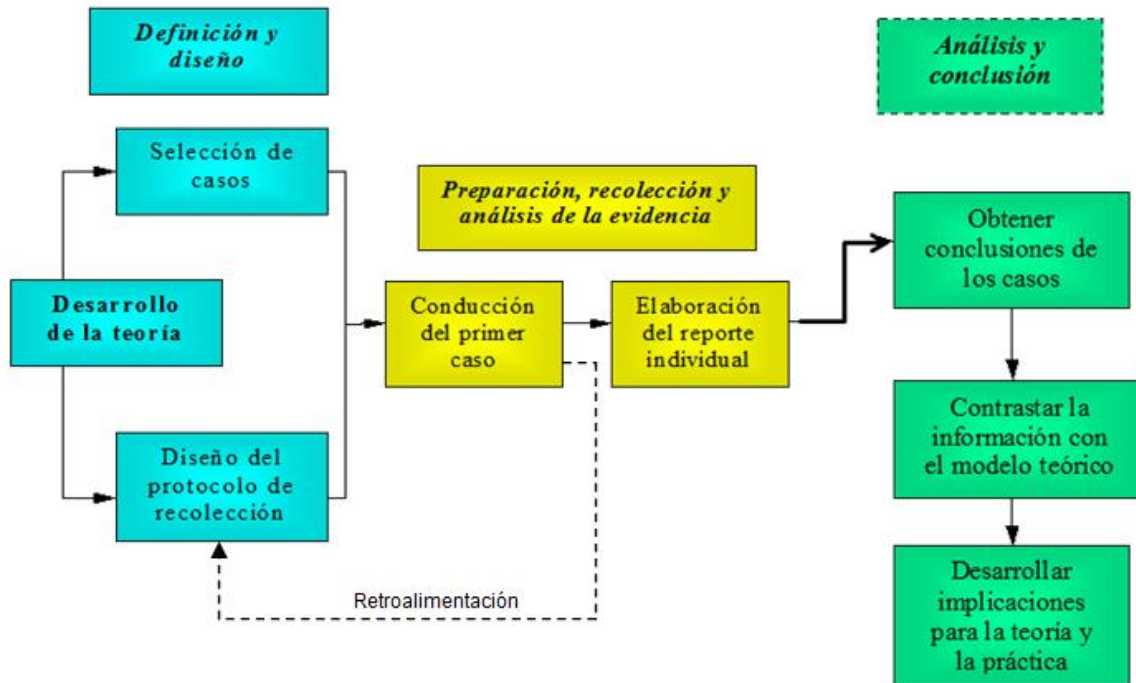 Definición y
diseño
Análisis y
conclusión
Selección de
casos
Preparación, recolección y
análisis de la evidencia
Desarrollo
de la teoría
Conducción
del primer
caso
Elaboración
del reporte
individual
Obtener
conclusiones de
los casos
Diseño del
protocolo de
recolección
Contrastar la
información con
el modelo teórico
Retroalimentación
Desarrollar
implicaciones
para la teoría y
la práctica